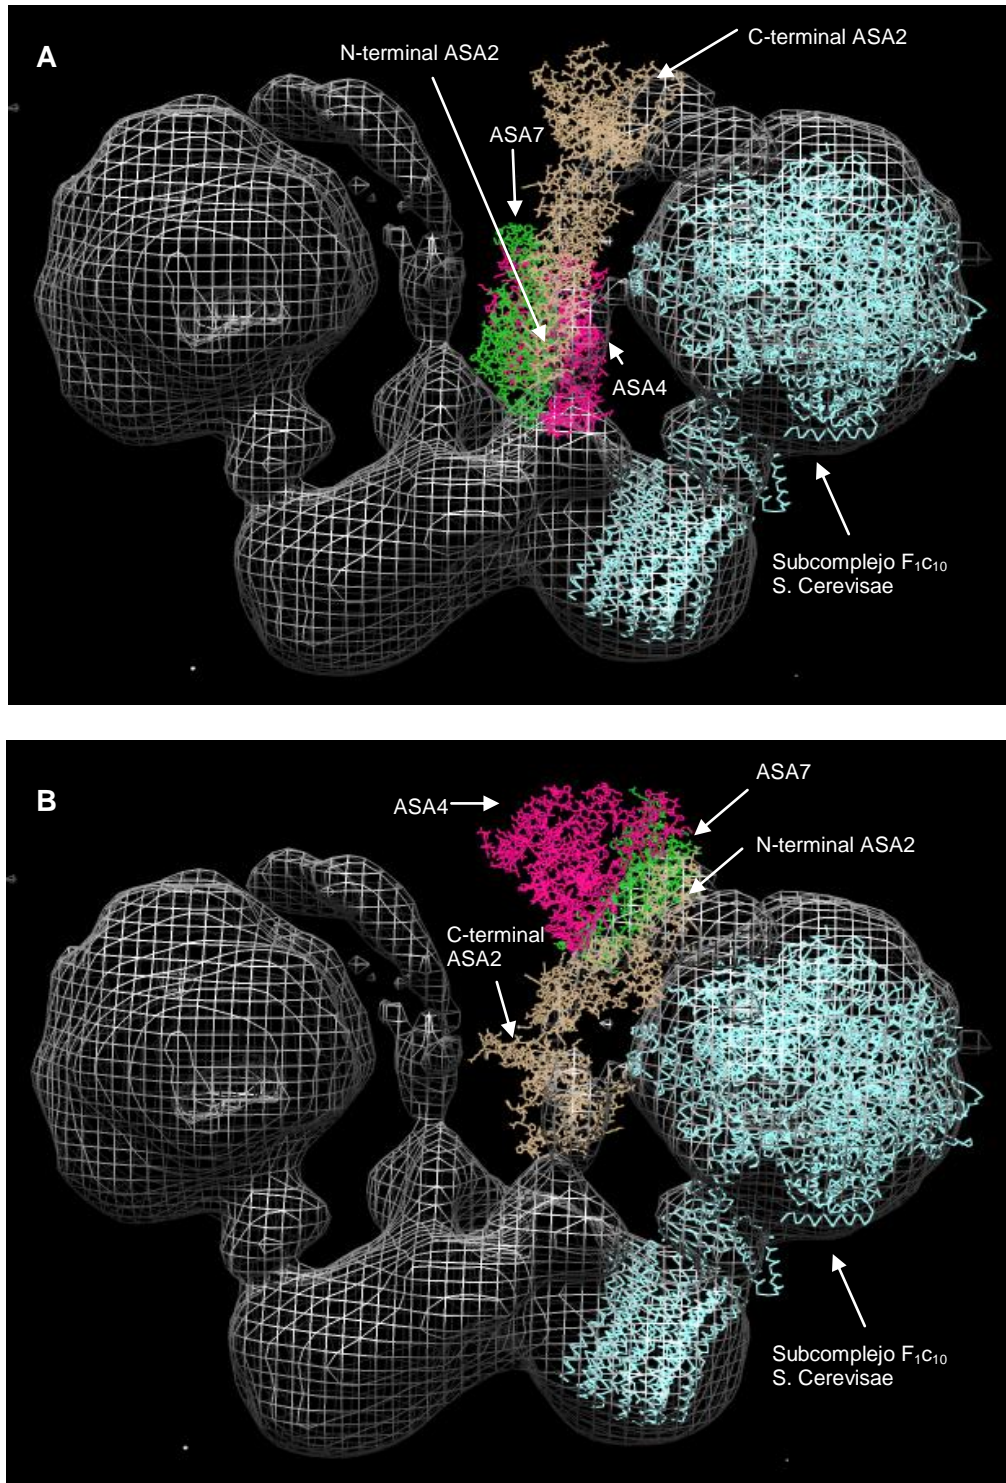 A
N-terminal ASA2
C-terminal ASA2
ASA7
ASA4
Subcomplejo F₁c₁₀
S. Cerevisae
B
ASA4
ASA7
N-terminal ASA2
C-terminal
ASA2
Subcomplejo F₁c₁₀
S. Cerevisae